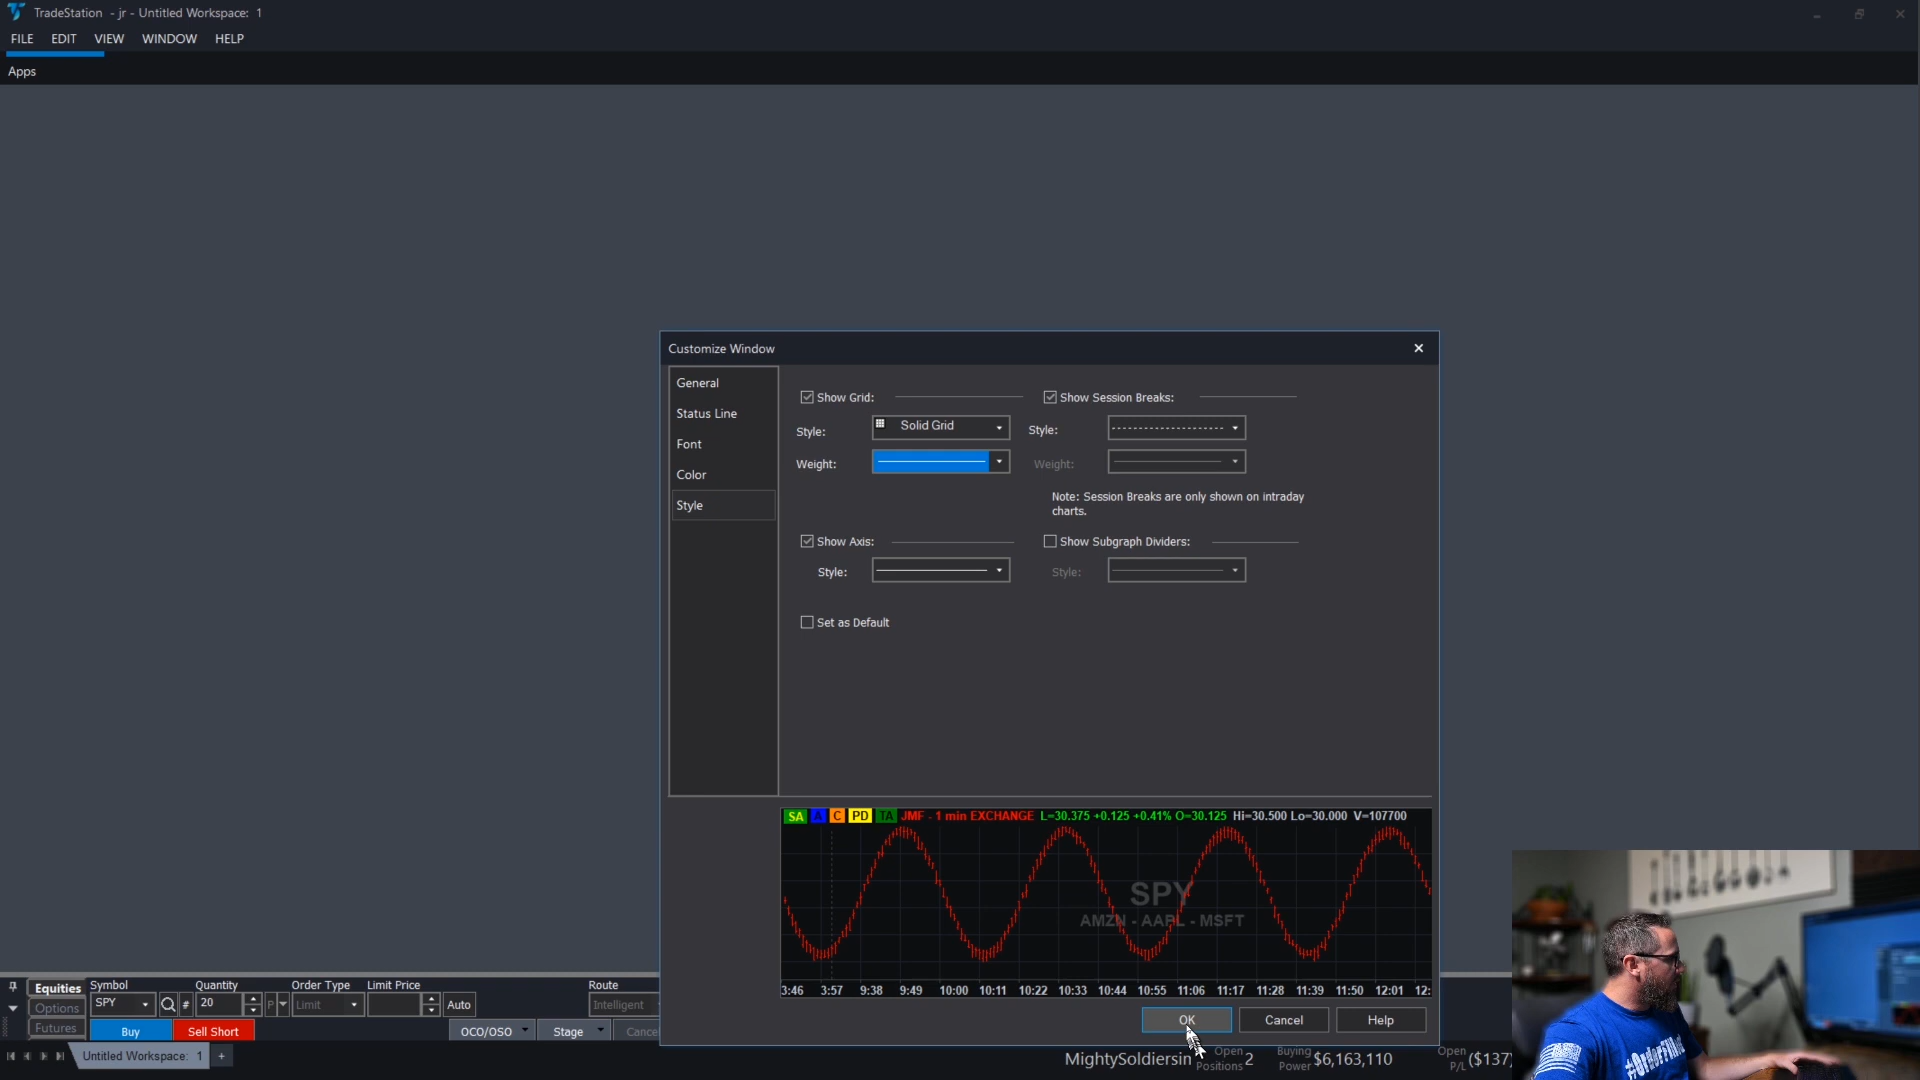 TradeStation - jr - Untitled Workspace: 1
FILE EDIT VIEW WINDOW HELP
Apps
Customize Window
General
Status Line
Font
Color
Style
Show Grid:
Style: Solid Grid
Weight:
Show Session Breaks:
Style:
Weight:
Note: Session Breaks are only shown on intraday
charts.
Show Axis:
Style:
Show Subgraph Dividers:
Style:
Set as Default
SA A C PD TA JMF - 1 min EXCHANGE L=30.375 +0.125 +0.41% O=30.125 Hi=30.500 Lo=30.000 V=107700
SPY
AMZN - AAPL - MSFT
3:46 3:57 9:38 9:49 10:00 10:11 10:22 10:33 10:44 10:55 11:06 11:17 11:28 11:39 11:50 12:01 12:
OK Cancel Help
Equities
Options
Futures
Symbol Quantity Order Type Limit Price Route
SPY # 20 P Limit Auto Intelligent
Buy Sell Short OCO/OSO Stage Cance
Untitled Workspace: 1 +
MightySoldiersin Open Positions 2 Buying Power $6,163,110 Open P/L ($137)